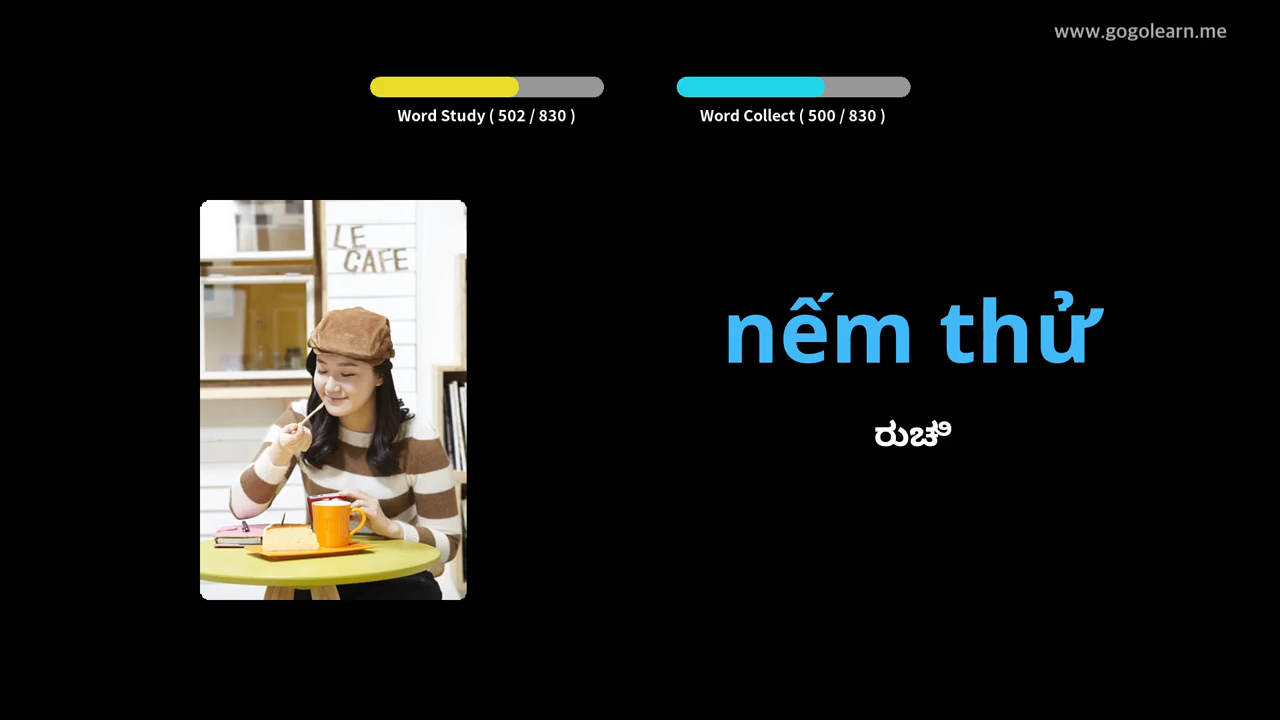 www.gogolearn.me
Word Study ( 502 / 830 )
Word Collect ( 500 / 830 )
LE
CAFE
nếm thử
ರುಚಿ